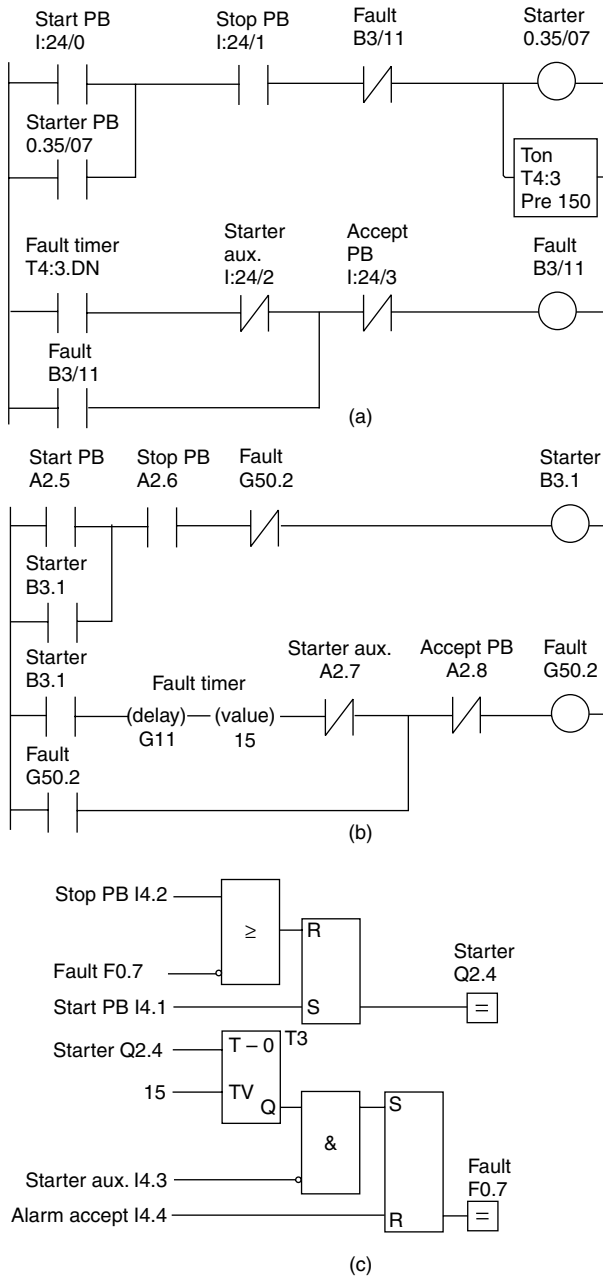 Start PB
I:24/0
Stop PB
I:24/1
Fault
B3/11
Starter
0.35/07
Starter PB
0.35/07
Ton
T4:3
Pre 150
Fault timer
T4:3.DN
Starter
aux.
I:24/2
Accept
PB
I:24/3
Fault
B3/11
Fault
B3/11
(a)
Start PB
A2.5
Stop PB
A2.6
Fault
G50.2
Starter
B3.1
Starter
B3.1
Starter
B3.1
Fault timer
(delay)
G11
(value)
15
Starter aux.
A2.7
Accept PB
A2.8
Fault
G50.2
Fault
G50.2
(b)
Stop PB I4.2
≥
R
Fault F0.7
Start PB I4.1
S
Starter
Q2.4
=
Starter Q2.4
T – 0
T3
15
TV
Q
&
S
Starter aux. I4.3
Alarm accept I4.4
R
Fault
F0.7
=
(c)